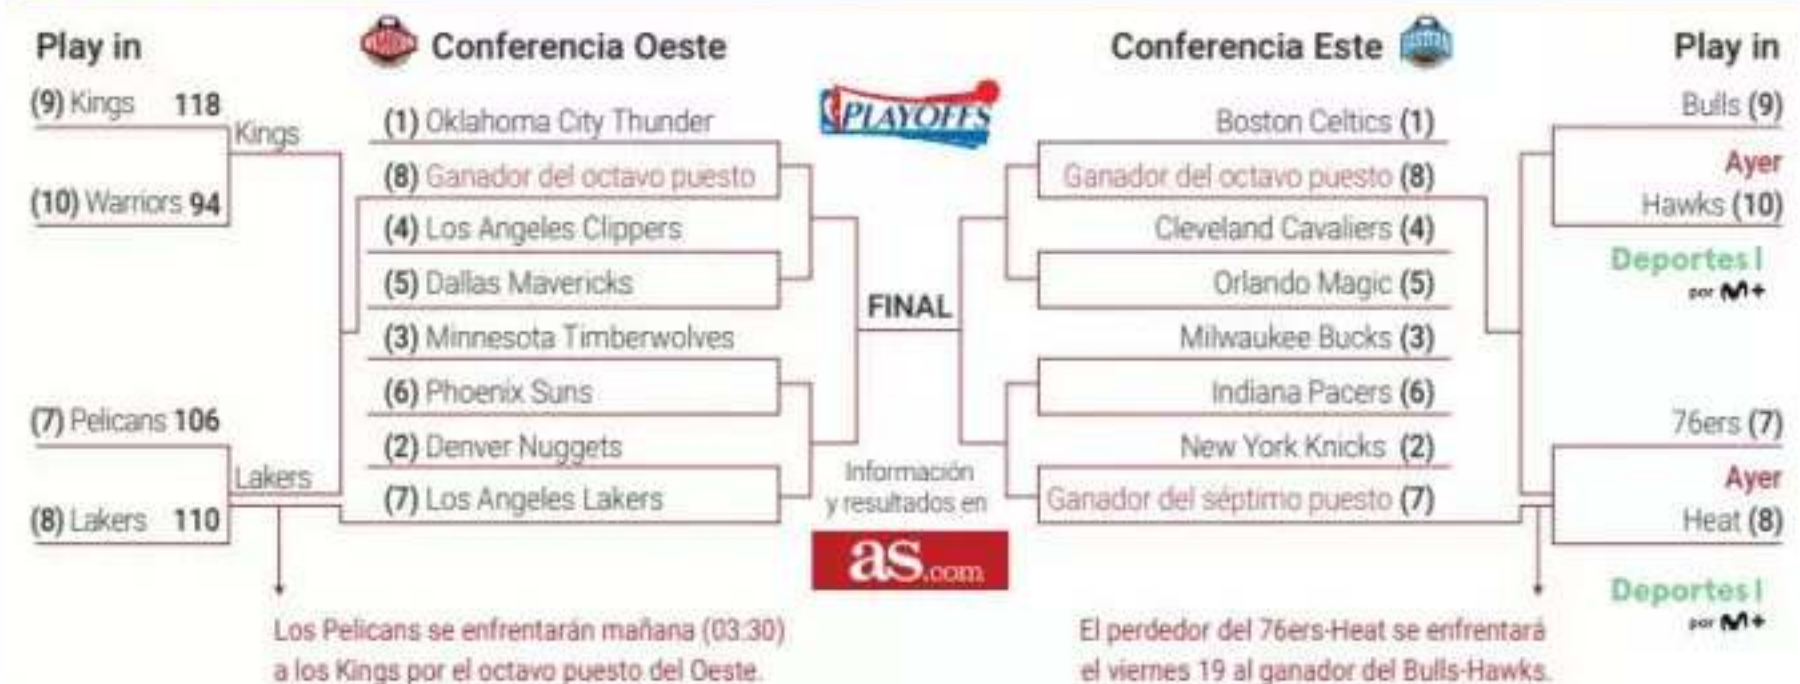 Play in
Conferencia Oeste
(9) Kings 118
Kings
(10) Warriors 94
(7) Pelicans 106
Lakers
(8) Lakers 110
(1) Oklahoma City Thunder
(8) Ganador del octavo puesto
(4) Los Angeles Clippers
(5) Dallas Mavericks
(3) Minnesota Timberwolves
(6) Phoenix Suns
(2) Denver Nuggets
(7) Los Angeles Lakers
Los Pelicans se enfrentarán mañana (03:30)
a los Kings por el octavo puesto del Oeste.
PLAYOFFS
FINAL
Información
y resultados en
as.com
Conferencia Este
Play in
Boston Celtics (1)
Ganador del octavo puesto (8)
Cleveland Cavaliers (4)
Orlando Magic (5)
Milwaukee Bucks (3)
Indiana Pacers (6)
New York Knicks (2)
Ganador del séptimo puesto (7)
Bulls (9)
Ayer
Hawks (10)
Deportes I
por M+
76ers (7)
Ayer
Heat (8)
Deportes I
por M+
El perdedor del 76ers-Heat se enfrentará
el viernes 19 al ganador del Bulls-Hawks.